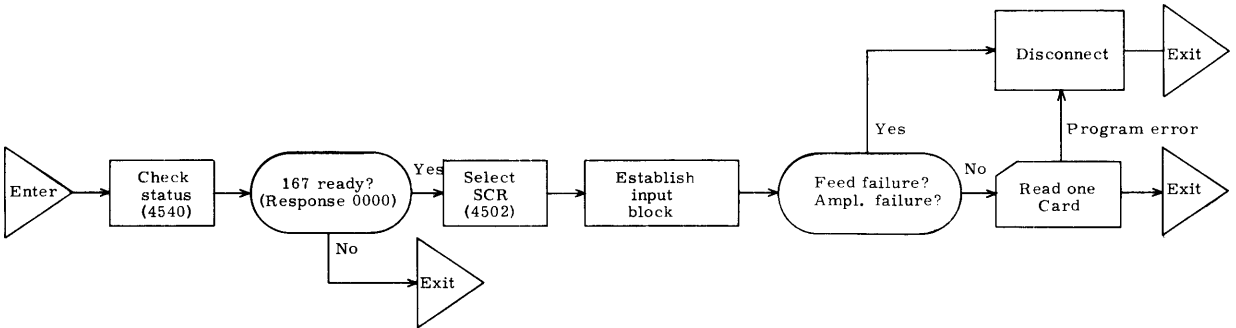 Disconnect
Exit
Yes
Program error
Enter
Check
status
(4540)
167 ready?
(Response 0000)
Yes
Select
SCR
(4502)
Establish
input
block
Feed failure?
Ampl. failure?
No
Read one
Card
Exit
No
Exit